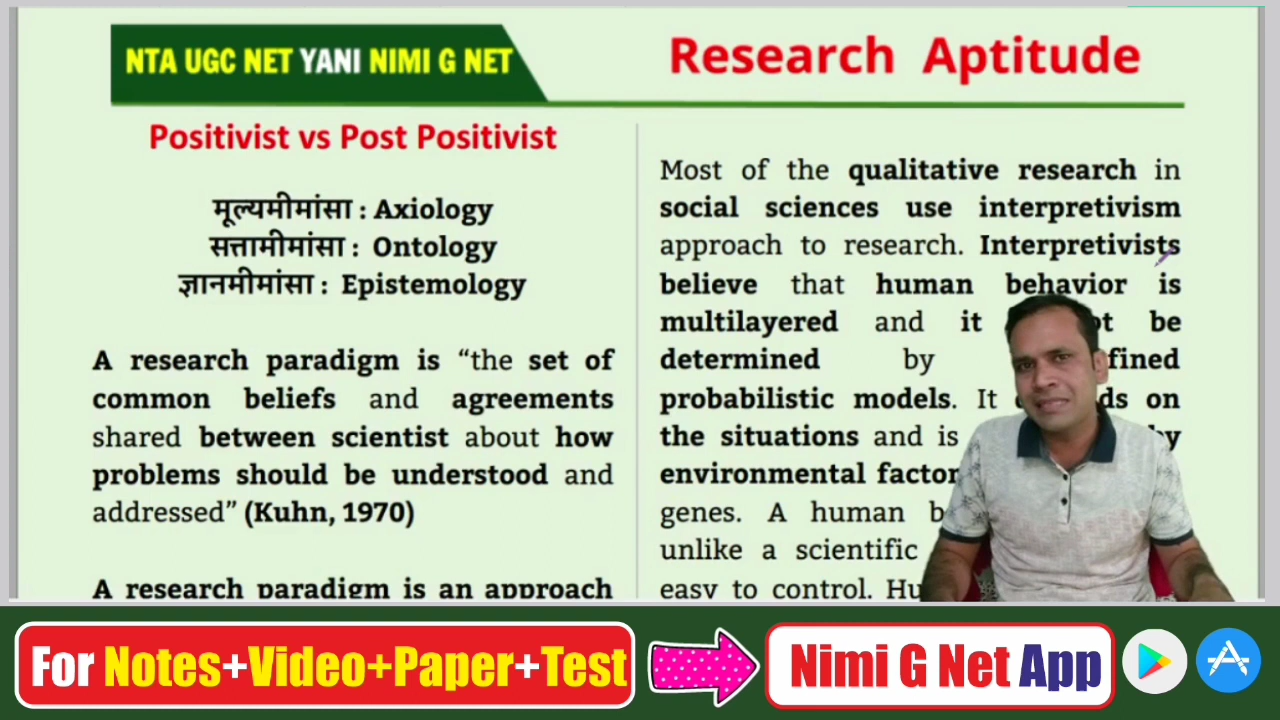 NTA UGC NET YANI NIMI G NET
Research Aptitude
Positivist vs Post Positivist
मूल्यमीमांसा : Axiology
सत्तामीमांसा : Ontology
ज्ञानमीमांसा : Epistemology
A research paradigm is “the set of
common beliefs and agreements
shared between scientist about how
problems should be understood and
addressed” (Kuhn, 1970)
A research paradigm is an approach
Most of the qualitative research in
social sciences use interpretivism
approach to research. Interpretivists
believe that human behavior is
multilayered and it be
determined by
probabilistic models. It on
the situations and is by
environmental
genes. A human
unlike a scientific
easy to control.
For Notes+Video+Paper+Test
Nimi G Net App